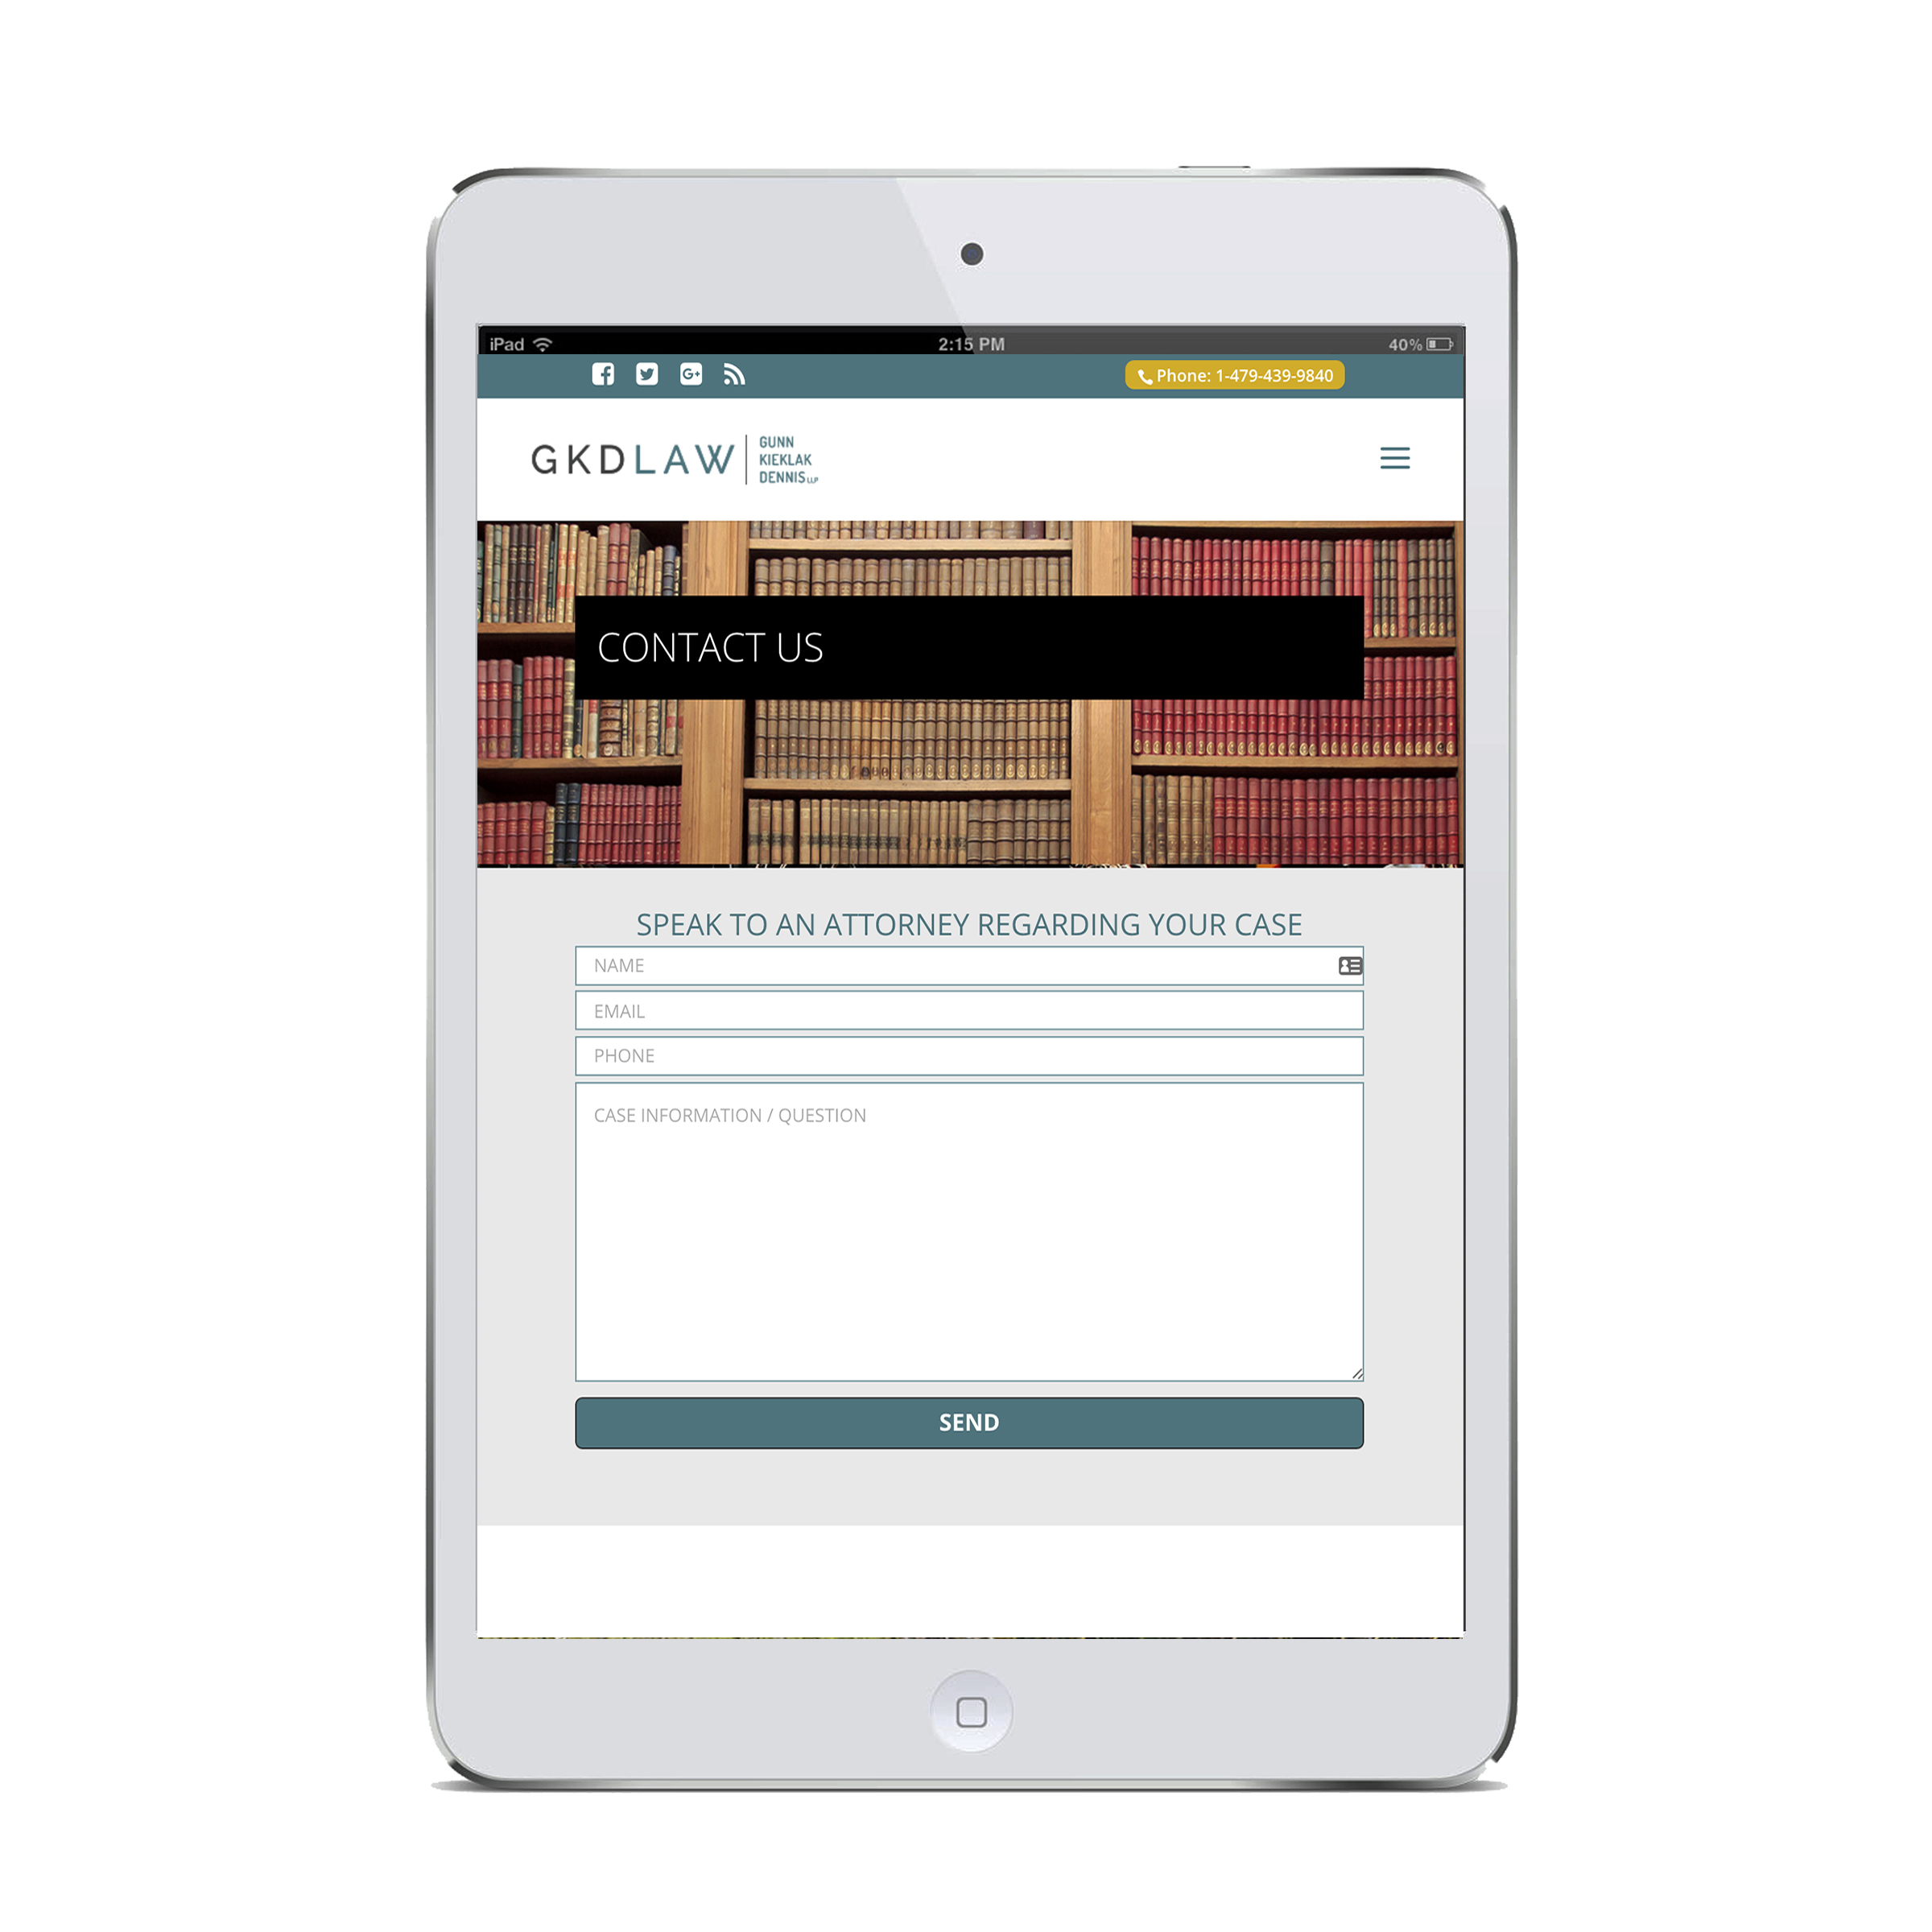 iPad 2:15 PM 40%
Phone: 1-479-439-9840
GKDLAW
GUNN
KIEKLAK
DENNIS LLP
CONTACT US
SPEAK TO AN ATTORNEY REGARDING YOUR CASE
NAME
EMAIL
PHONE
CASE INFORMATION / QUESTION
SEND